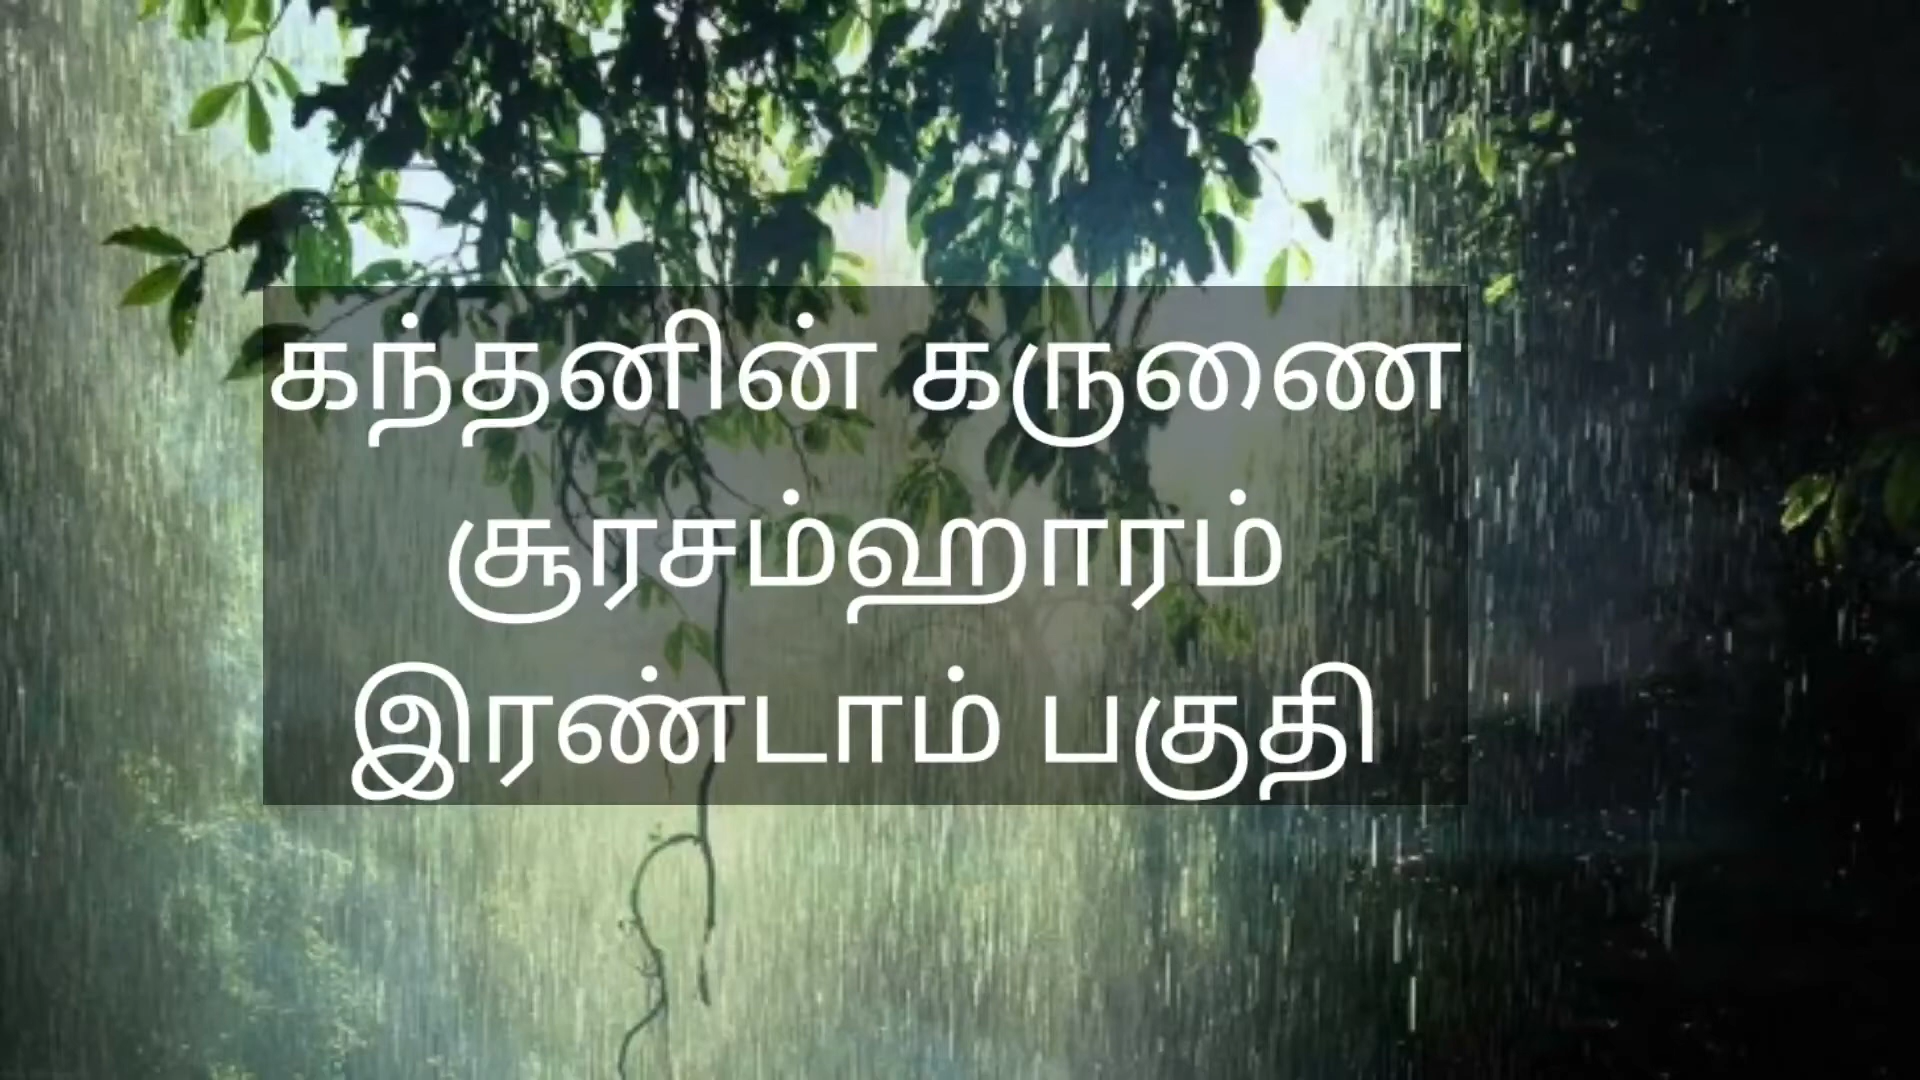 கந்தனின் கருணை
சூரசம்ஹாரம்
இரண்டாம் பகுதி